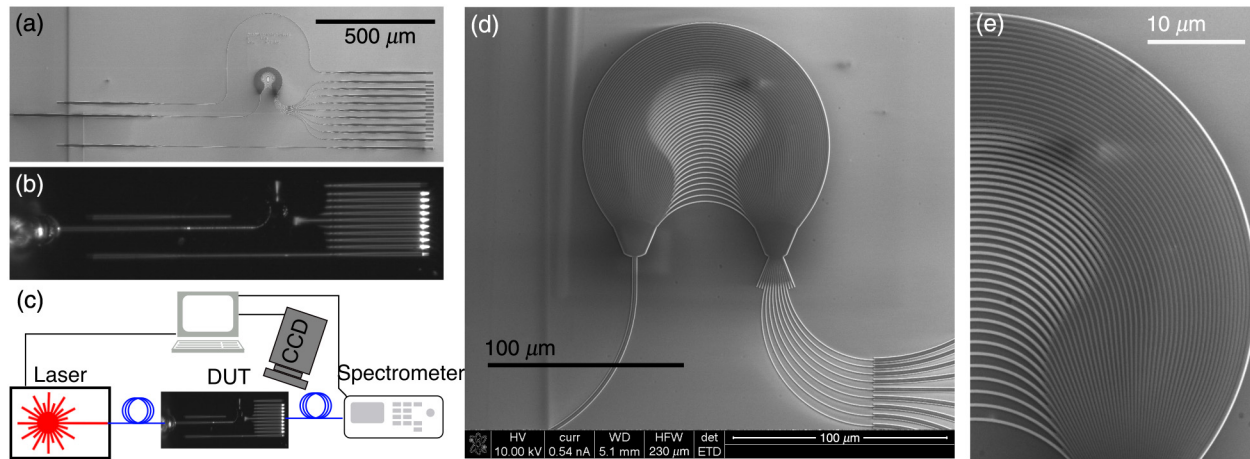 (a)
500 μm
(b)
(c)
CCD
Laser
DUT
Spectrometer
(d)
100 μm
HV
curr
WD
HFW
det
10.00 kV
0.54 nA
5.1 mm
230 μm
ETD
100 μm
(e)
10 μm